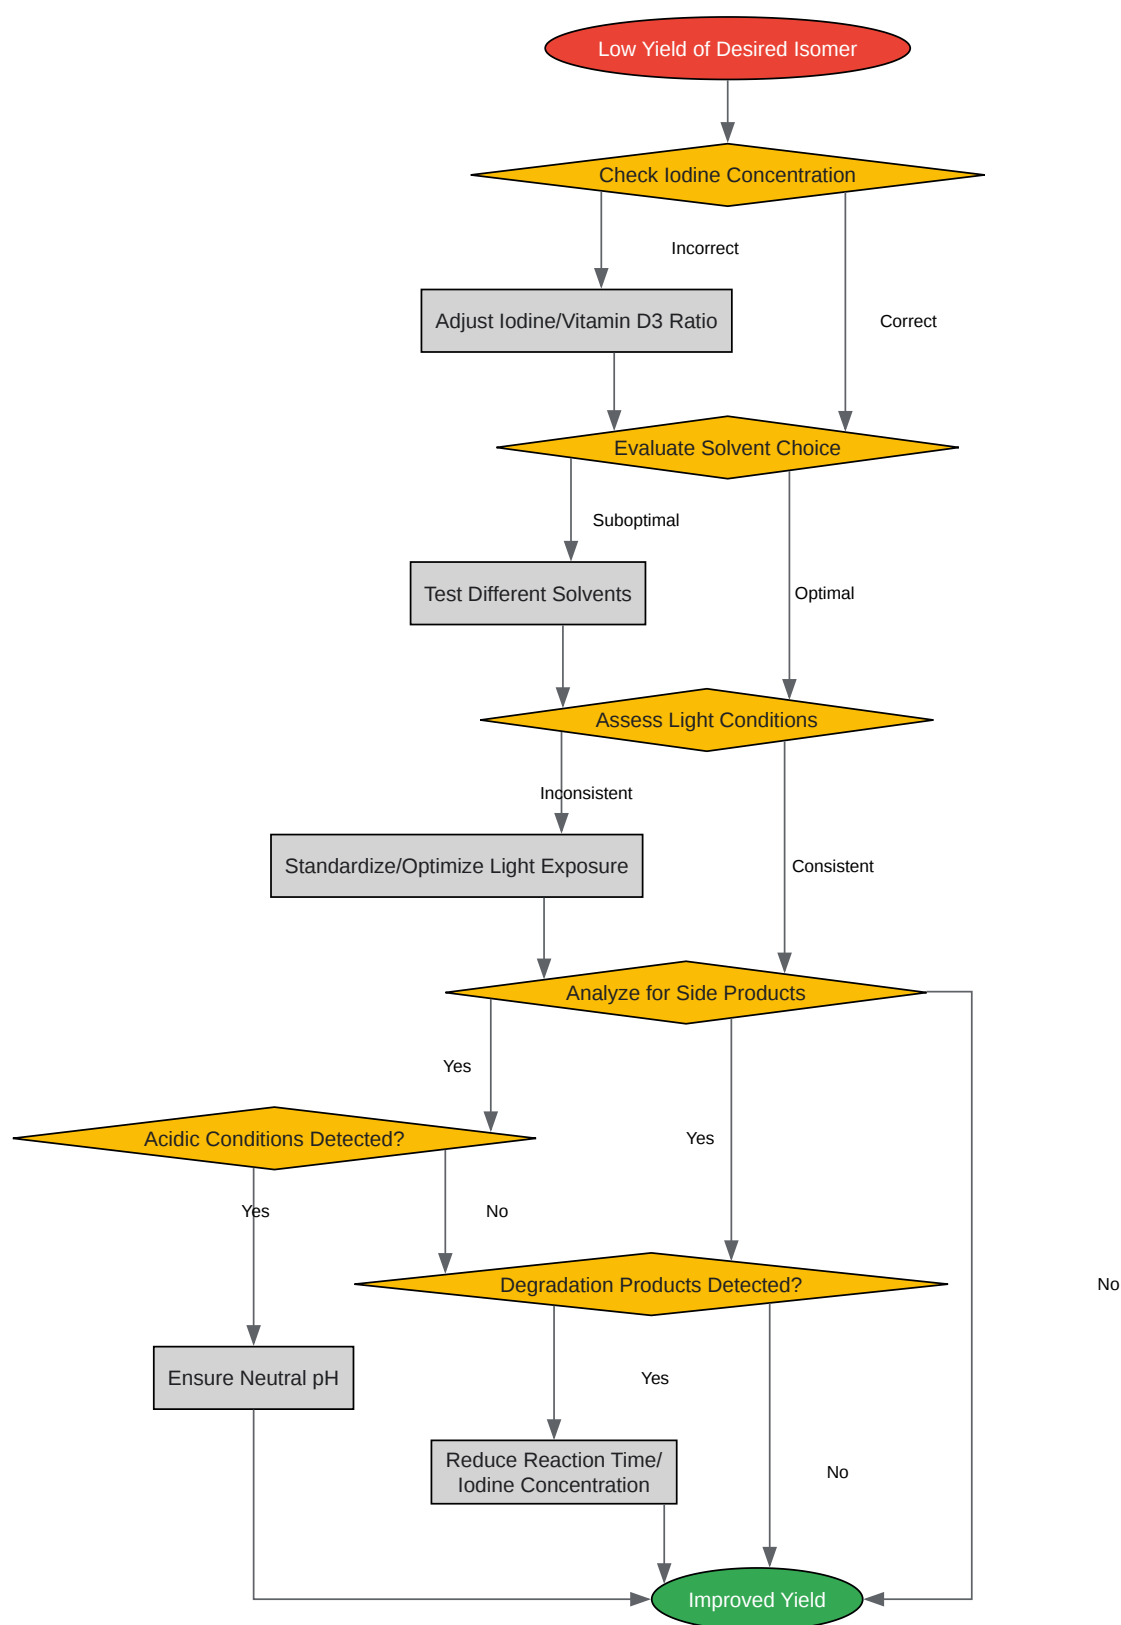 Low Yield of Desired Isomer
Check Iodine Concentration
Incorrect
Adjust Iodine/Vitamin D3 Ratio
Correct
Evaluate Solvent Choice
Suboptimal
Test Different Solvents
Optimal
Assess Light Conditions
Inconsistent
Standardize/Optimize Light Exposure
Consistent
Analyze for Side Products
Yes
Acidic Conditions Detected?
Yes
Yes
No
Degradation Products Detected?
No
Ensure Neutral pH
Yes
Reduce Reaction Time/
Iodine Concentration
No
Improved Yield